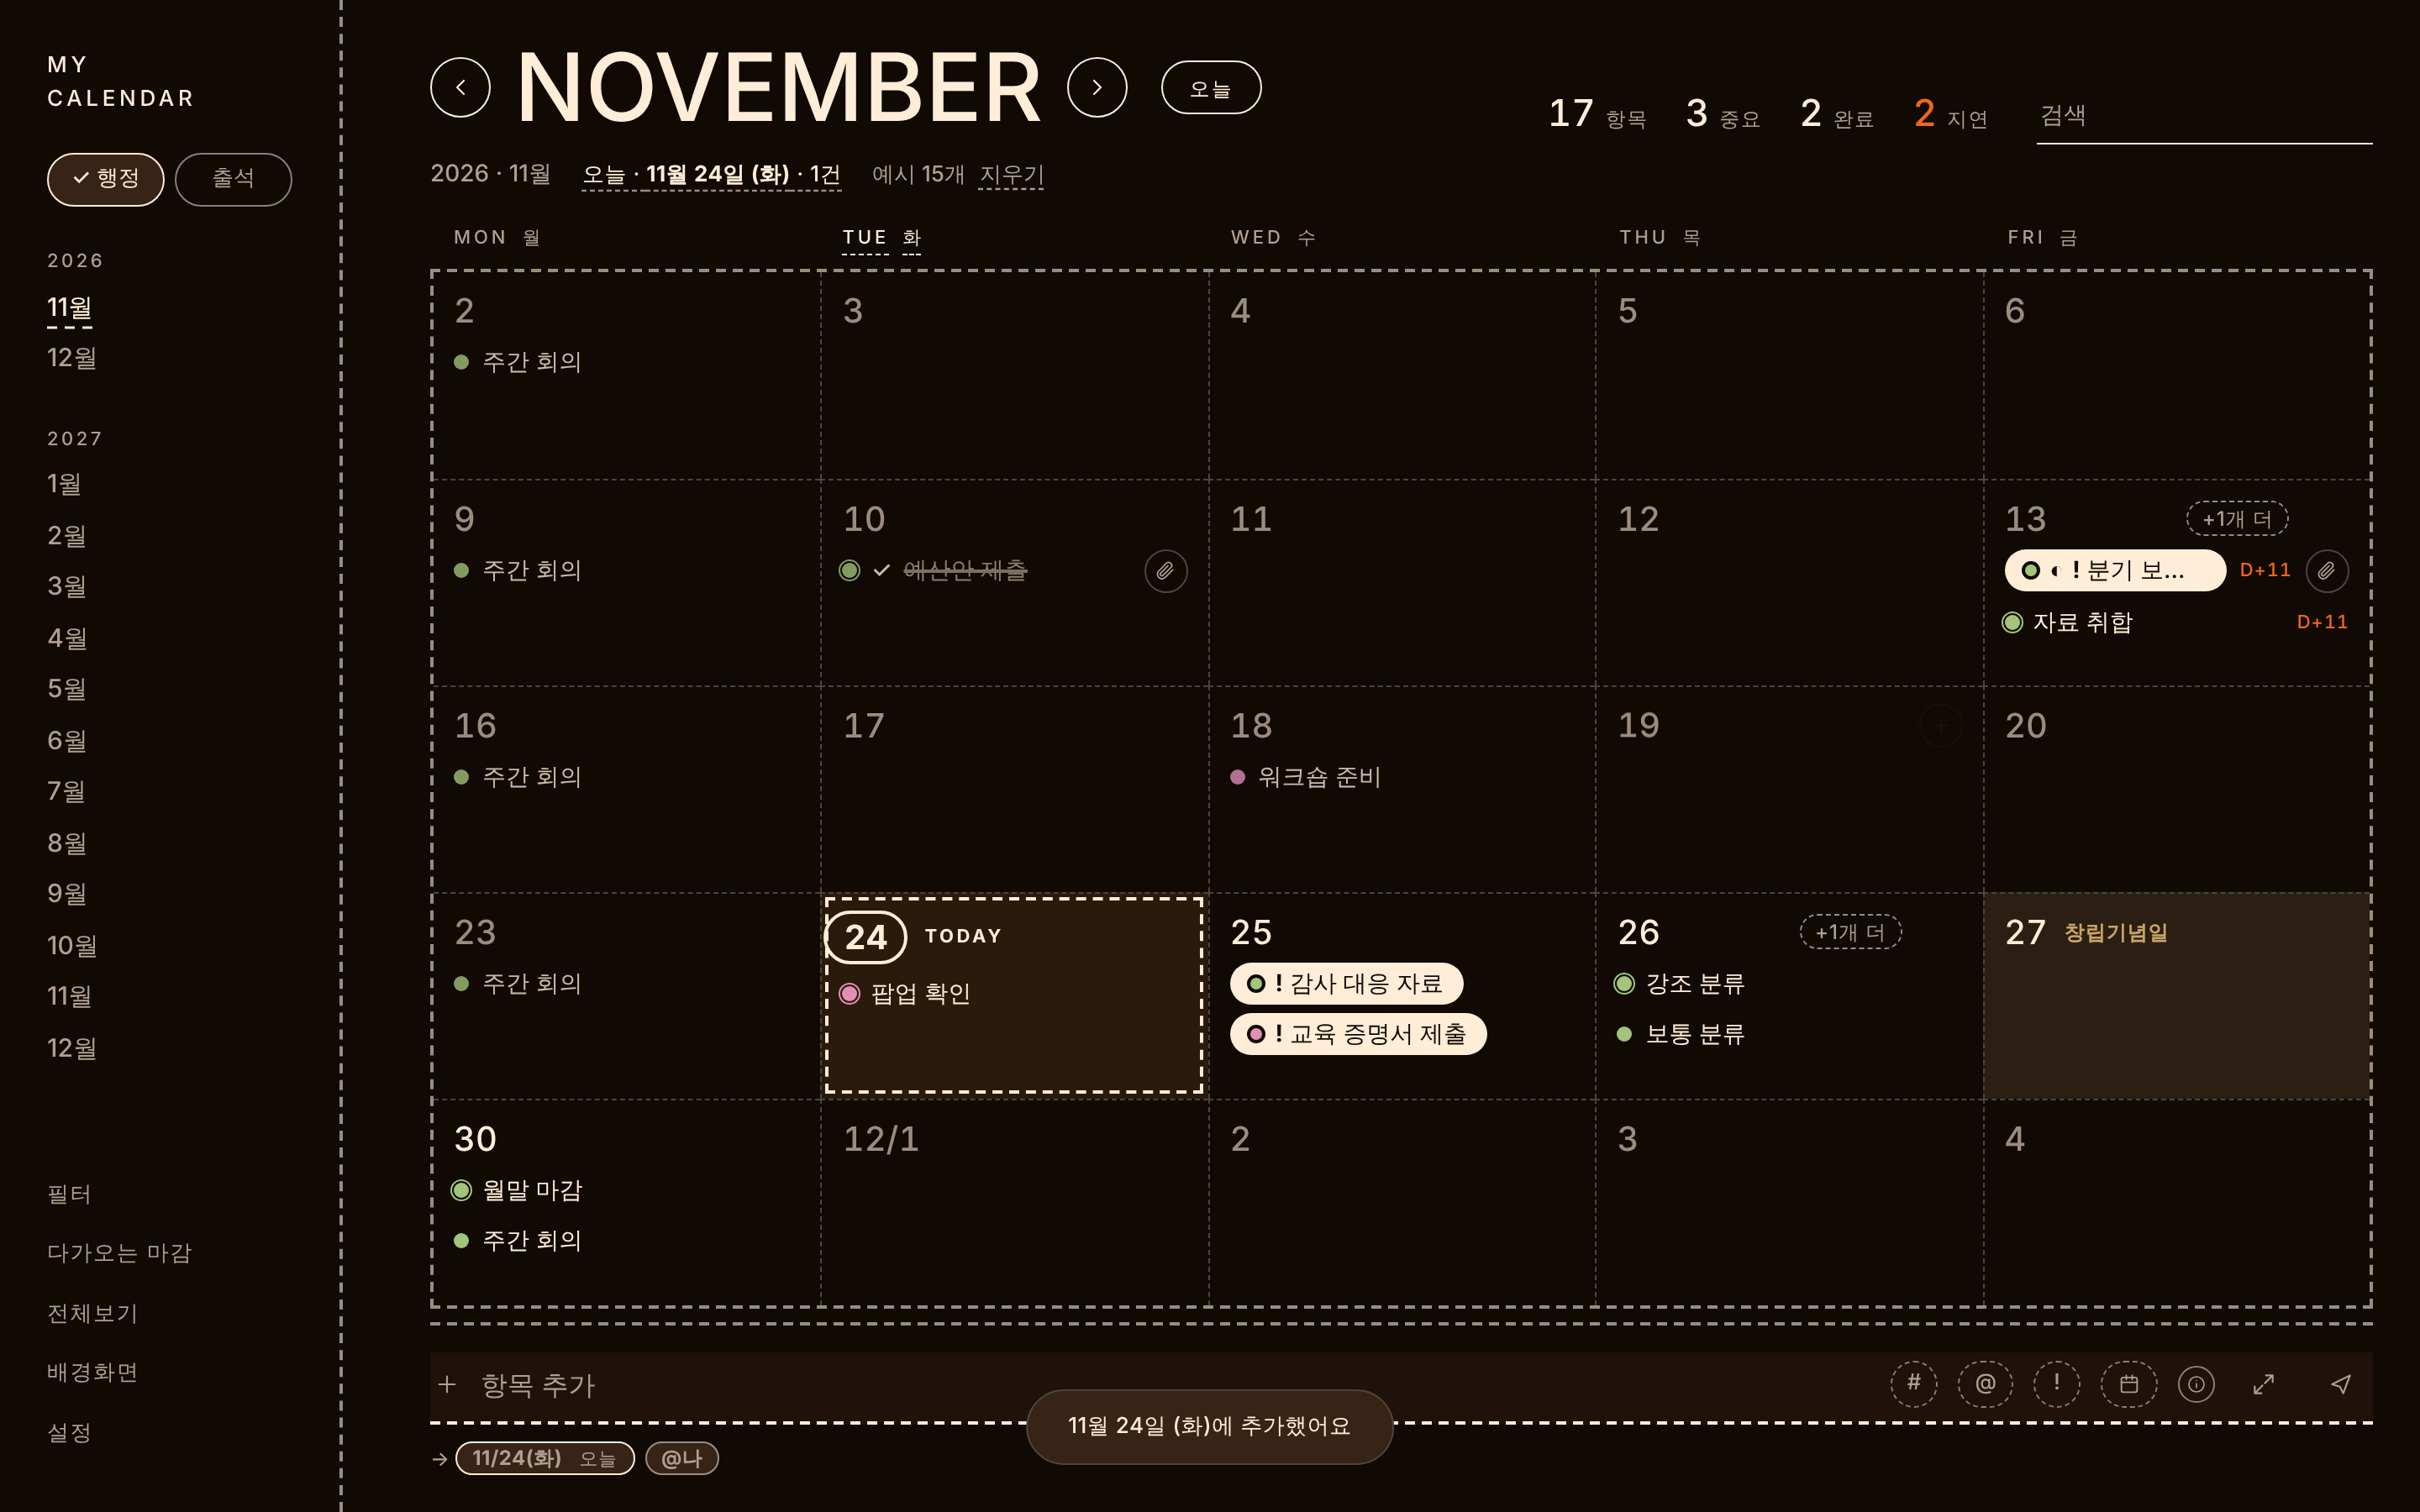 MY
CALENDAR
행정
출석
2026
11월
12월
2027
1월
2월
3월
4월
5월
6월
7월
8월
9월
10월
11월
12월
필터
다가오는 마감
전체보기
배경화면
설정
NOVEMBER
오늘
17 항목 3 중요 2 완료 2 지연
검색
2026 · 11월 오늘 · 11월 24일 (화) · 1건 예시 15개 지우기
MON 월 TUE 화 WED 수 THU 목 FRI 금
2
주간 회의
3
4
5
6
9
주간 회의
10
예산안 제출
11
12
13 +1개 더
! 분기 보... D+11
자료 취합 D+11
16
주간 회의
17
18
워크숍 준비
19
20
23
주간 회의
24 TODAY
팝업 확인
25
! 감사 대응 자료
! 교육 증명서 제출
26 +1개 더
강조 분류
보통 분류
27 창립기념일
30
월말 마감
주간 회의
12/1
2
3
4
+ 항목 추가
# @ !
11월 24일 (화)에 추가했어요
→ 11/24(화) 오늘 @나